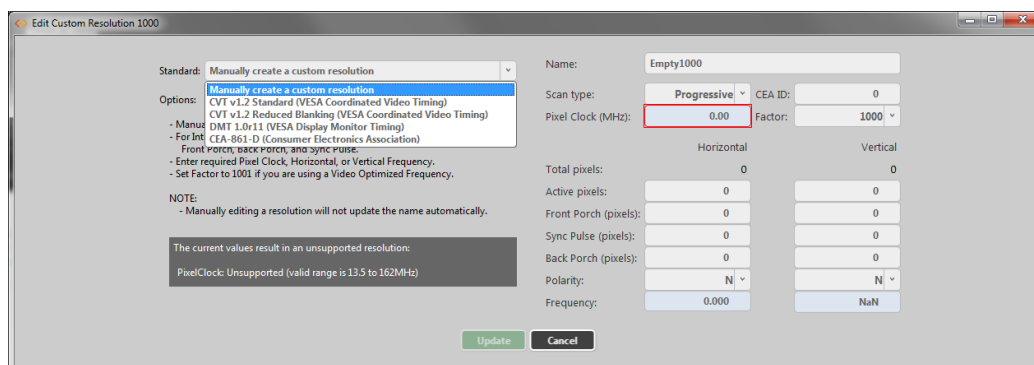 Edit Custom Resolution 1000
Standard: Manually create a custom resolution
Manually create a custom resolution
CVT v1.2 Standard (VESA Coordinated Video Timing)
CVT v1.2 Reduced Blanking (VESA Coordinated Video Timing)
DMT 1.0r11 (VESA Display Monitor Timing)
CEA-861-D (Consumer Electronics Association)
Options:
- Manua
- For Int
Front Porch, Back Porch, and Sync Pulse.
- Enter required Pixel Clock, Horizontal, or Vertical Frequency.
- Set Factor to 1001 if you are using a Video Optimized Frequency.
NOTE:
- Manually editing a resolution will not update the name automatically.
The current values result in an unsupported resolution:
PixelClock: Unsupported (valid range is 13.5 to 162MHz)
Name: Empty1000
Scan type: Progressive CEA ID: 0
Pixel Clock (MHz): 0.00 Factor: 1000
Horizontal Vertical
Total pixels: 0 0
Active pixels: 0 0
Front Porch (pixels): 0 0
Sync Pulse (pixels): 0 0
Back Porch (pixels): 0 0
Polarity: N N
Frequency: 0.000 NaN
Update Cancel